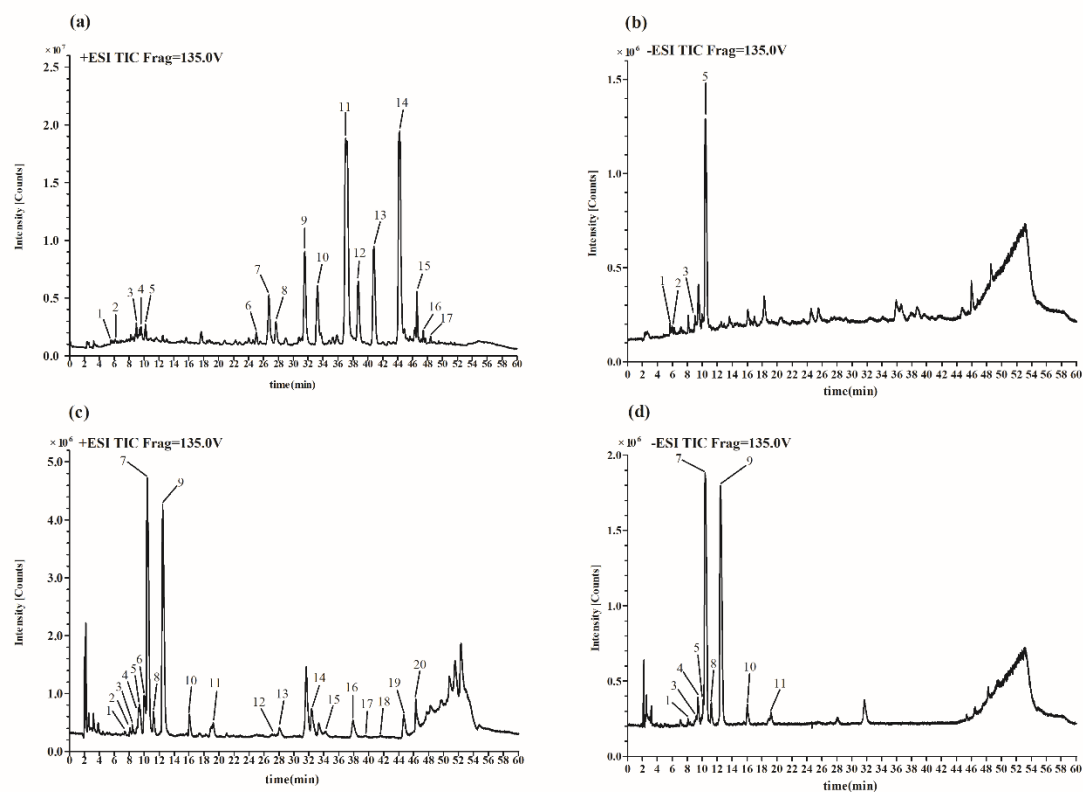 (a)
× 10⁷
+ESI TIC Frag=135.0V
Intensity [Counts]
2.5
2.0
1.5
1.0
0.5
0.0
1 2 3 4 5 6 7 8 9 10 11 12 13 14 15 16 17
0 2 4 6 8 10 12 14 16 18 20 22 24 26 28 30 32 34 36 38 40 42 44 46 48 50 52 54 56 58 60
time(min)
(b)
× 10⁶
-ESI TIC Frag=135.0V
Intensity [Counts]
1.5
1.0
0.5
0.0
1 2 3 5
0 2 4 6 8 10 12 14 16 18 20 22 24 26 28 30 32 34 36 38 40 42 44 46 48 50 52 54 56 58 60
time(min)
(c)
× 10⁶
+ESI TIC Frag=135.0V
Intensity [Counts]
5.0
4.0
3.0
2.0
1.0
0.0
1 2 3 4 5 6 7 8 9 10 11 12 13 14 15 16 17 18 19 20
0 2 4 6 8 10 12 14 16 18 20 22 24 26 28 30 32 34 36 38 40 42 44 46 48 50 52 54 56 58 60
time(min)
(d)
× 10⁶
-ESI TIC Frag=135.0V
Intensity [Counts]
2.0
1.5
1.0
0.5
0.0
1 3 4 5 7 8 9 10 11
0 2 4 6 8 10 12 14 16 18 20 22 24 26 28 30 32 34 36 38 40 42 44 46 48 50 52 54 56 58 60
time(min)